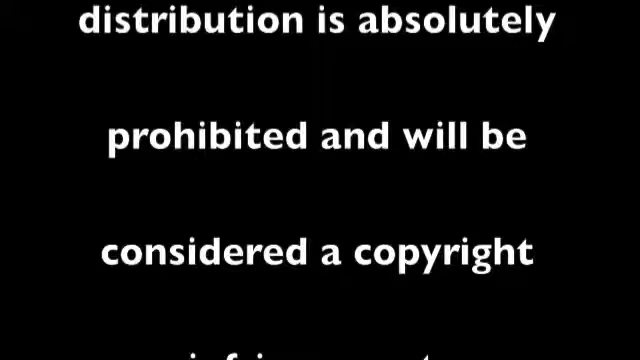 distribution is absolutely
prohibited and will be
considered a copyright